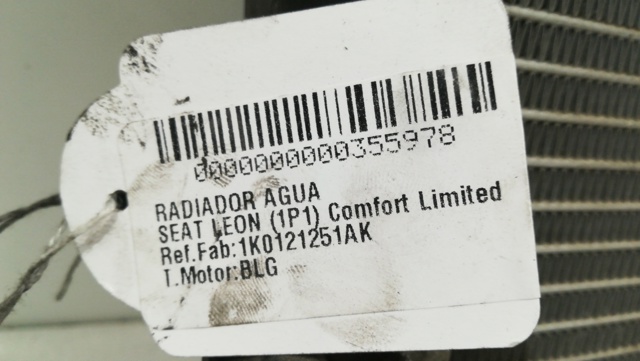 0000000000355978
RADIADOR AGUA
SEAT LEON (1P1) Comfort Limited
Ref.Fab:1K0121251AK
T.Motor:BLG